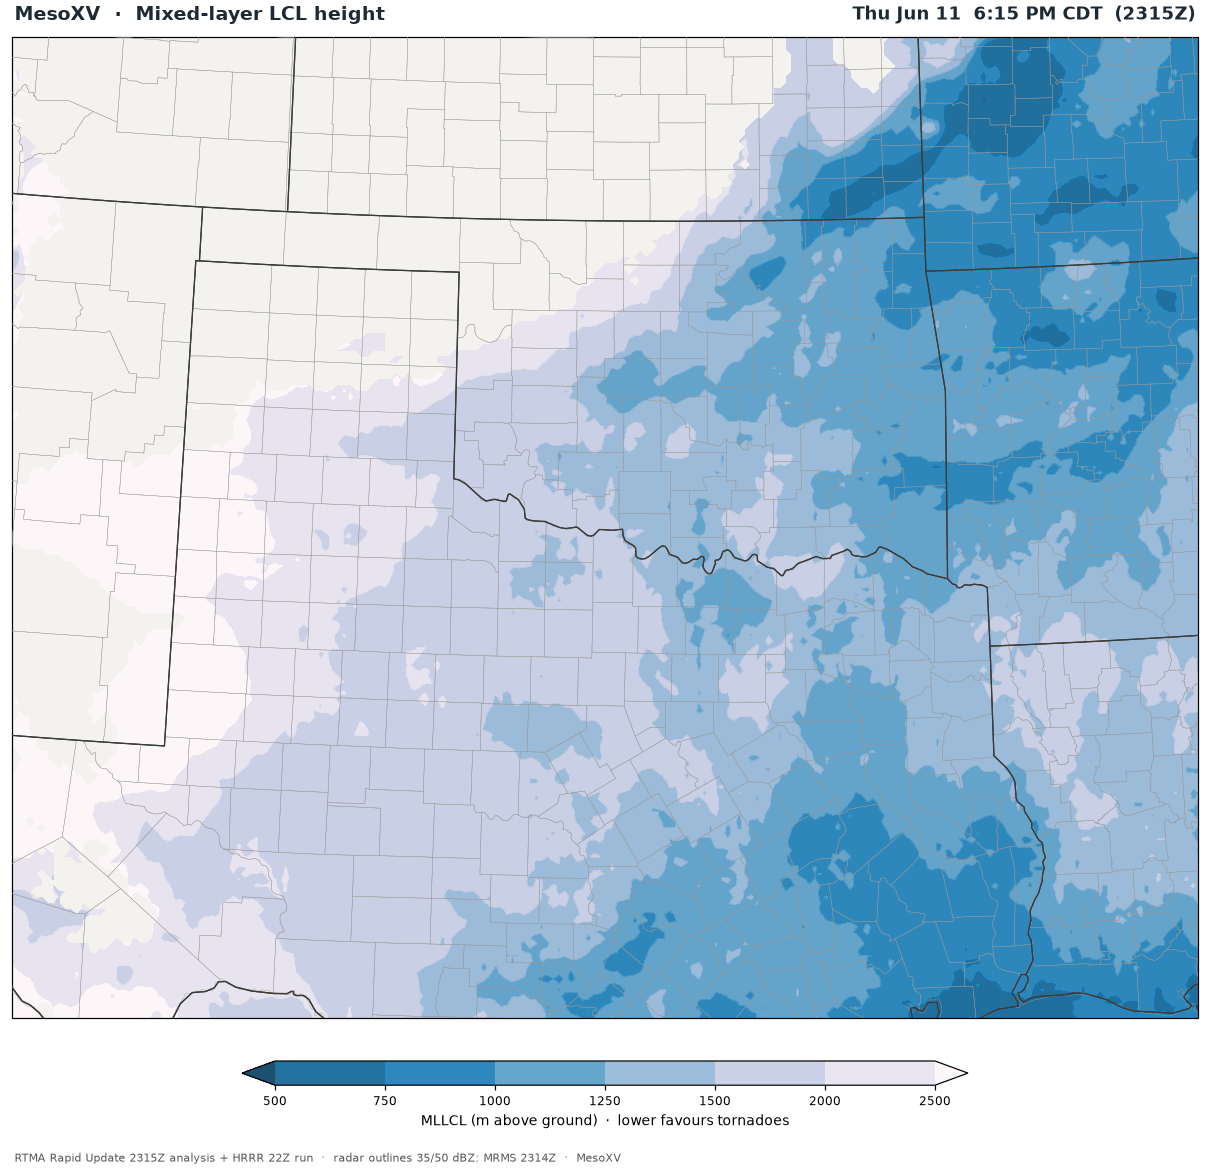 MesoXV · Mixed-layer LCL height
Thu Jun 11 6:15 PM CDT (2315Z)
500 750 1000 1250 1500 2000 2500
MLLCL (m above ground) · lower favours tornadoes
RTMA Rapid Update 2315Z analysis + HRRR 22Z run · radar outlines 35/50 dBZ: MRMS 2314Z · MesoXV